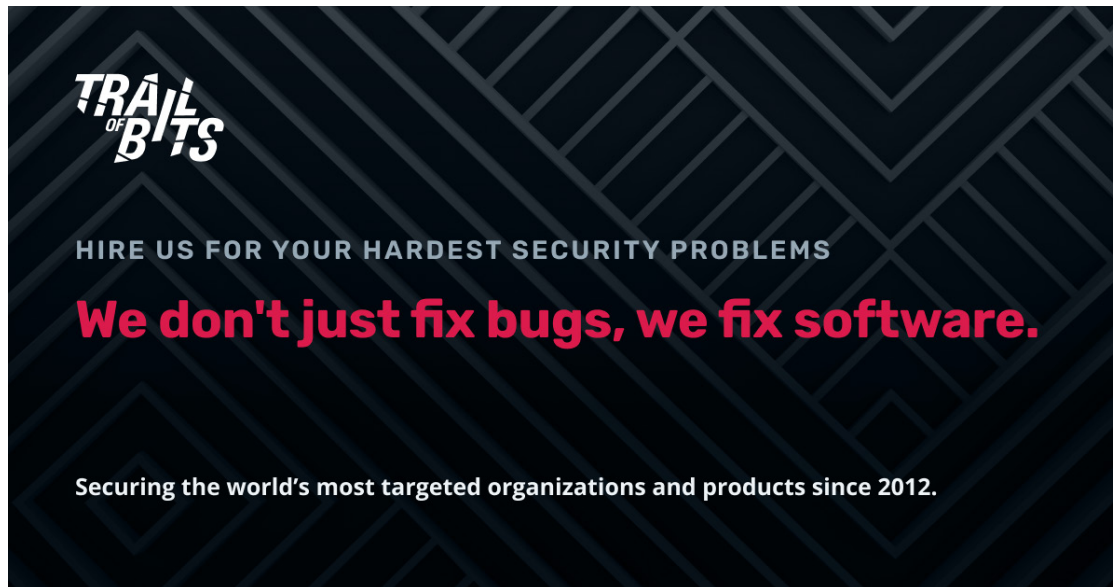 TRAIL
OF BITS
HIRE US FOR YOUR HARDEST SECURITY PROBLEMS
We don't just fix bugs, we fix software.
Securing the world’s most targeted organizations and products since 2012.